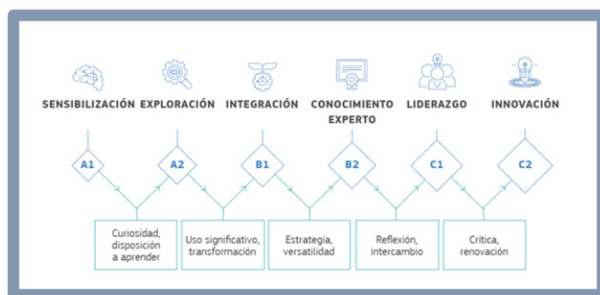 SENSIBILIZACIÓN EXPLORACIÓN INTEGRACIÓN CONOCIMIENTO LIDERAZGO INNOVACIÓN
EXPERTO
A1 A2 B1 B2 C1 C2
Curiosidad,
disposición
a aprender
Uso significativo,
transformación
Estrategia,
versatilidad
Reflexión,
intercambio
Crítica,
renovación